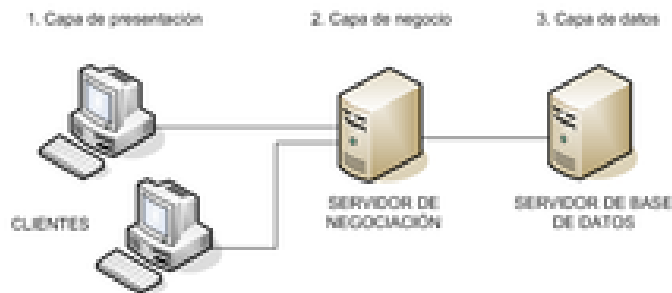 1. Capa de presentación
2. Capa de negocio
3. Capa de datos
CLIENTES
SERVIDOR DE
NEGOCIACIÓN
SERVIDOR DE BASE
DE DATOS